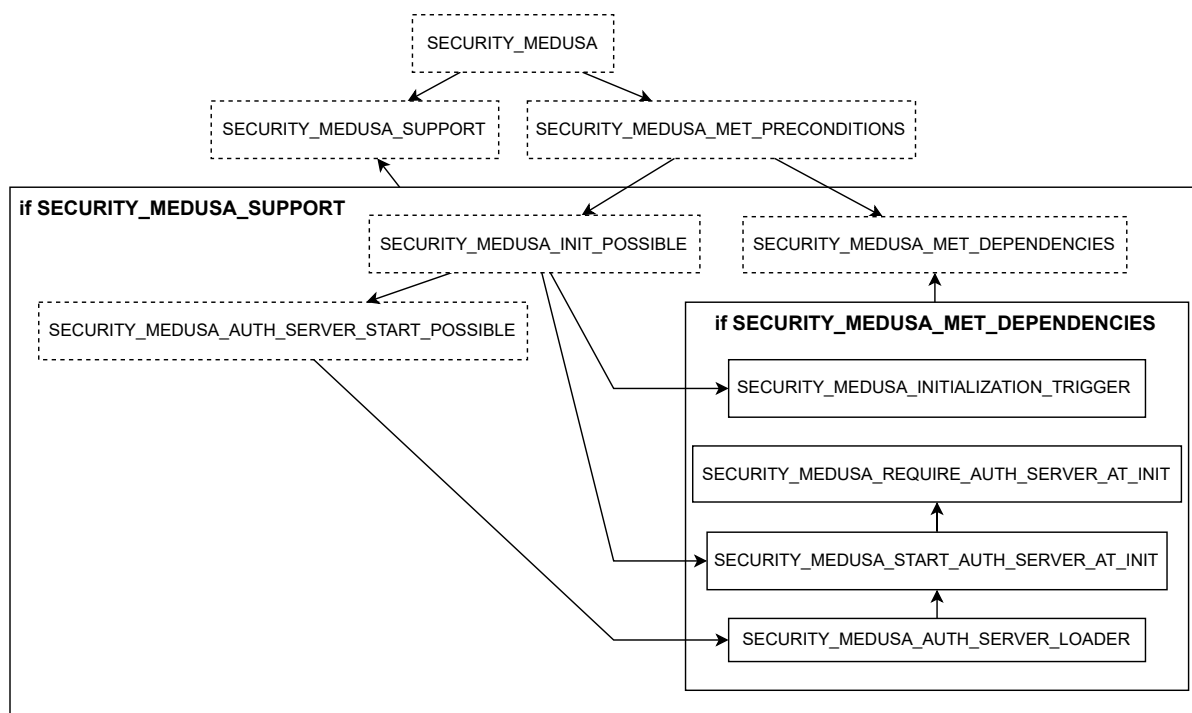 SECURITY_MEDUSA
SECURITY_MEDUSA_SUPPORT
SECURITY_MEDUSA_MET_PRECONDITIONS
if SECURITY_MEDUSA_SUPPORT
SECURITY_MEDUSA_INIT_POSSIBLE
SECURITY_MEDUSA_MET_DEPENDENCIES
SECURITY_MEDUSA_AUTH_SERVER_START_POSSIBLE
if SECURITY_MEDUSA_MET_DEPENDENCIES
SECURITY_MEDUSA_INITIALIZATION_TRIGGER
SECURITY_MEDUSA_REQUIRE_AUTH_SERVER_AT_INIT
SECURITY_MEDUSA_START_AUTH_SERVER_AT_INIT
SECURITY_MEDUSA_AUTH_SERVER_LOADER